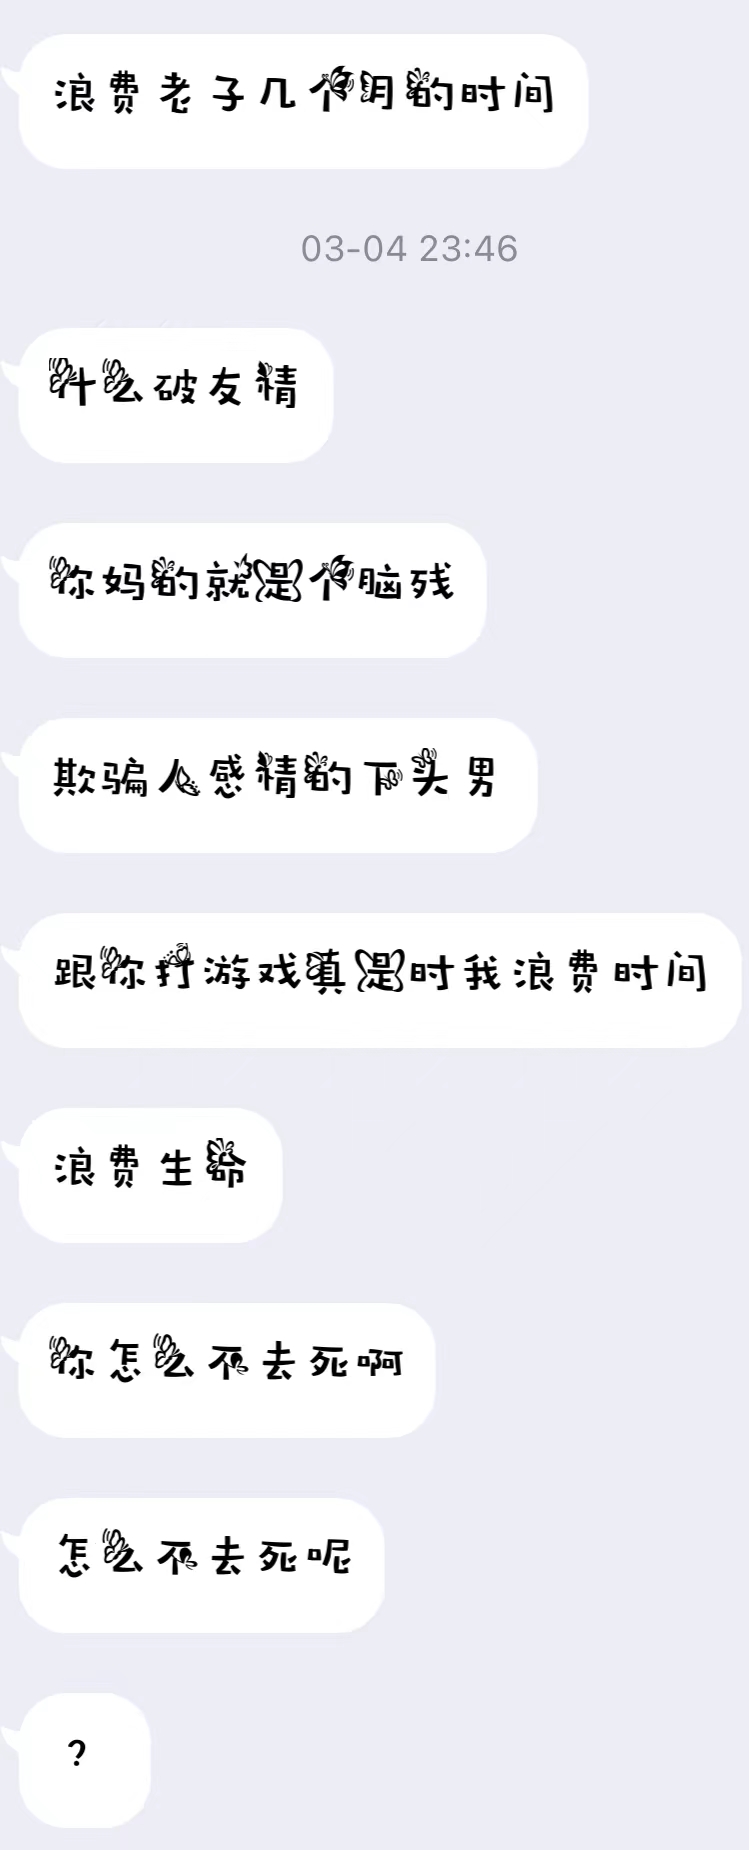 浪费老子几个月的时间
03-04 23:46
什么破友情
你妈的就是个脑残
欺骗人感情的下头男
跟你打游戏真是时我浪费时间
浪费生命
你怎么不去死啊
怎么不去死呢
?